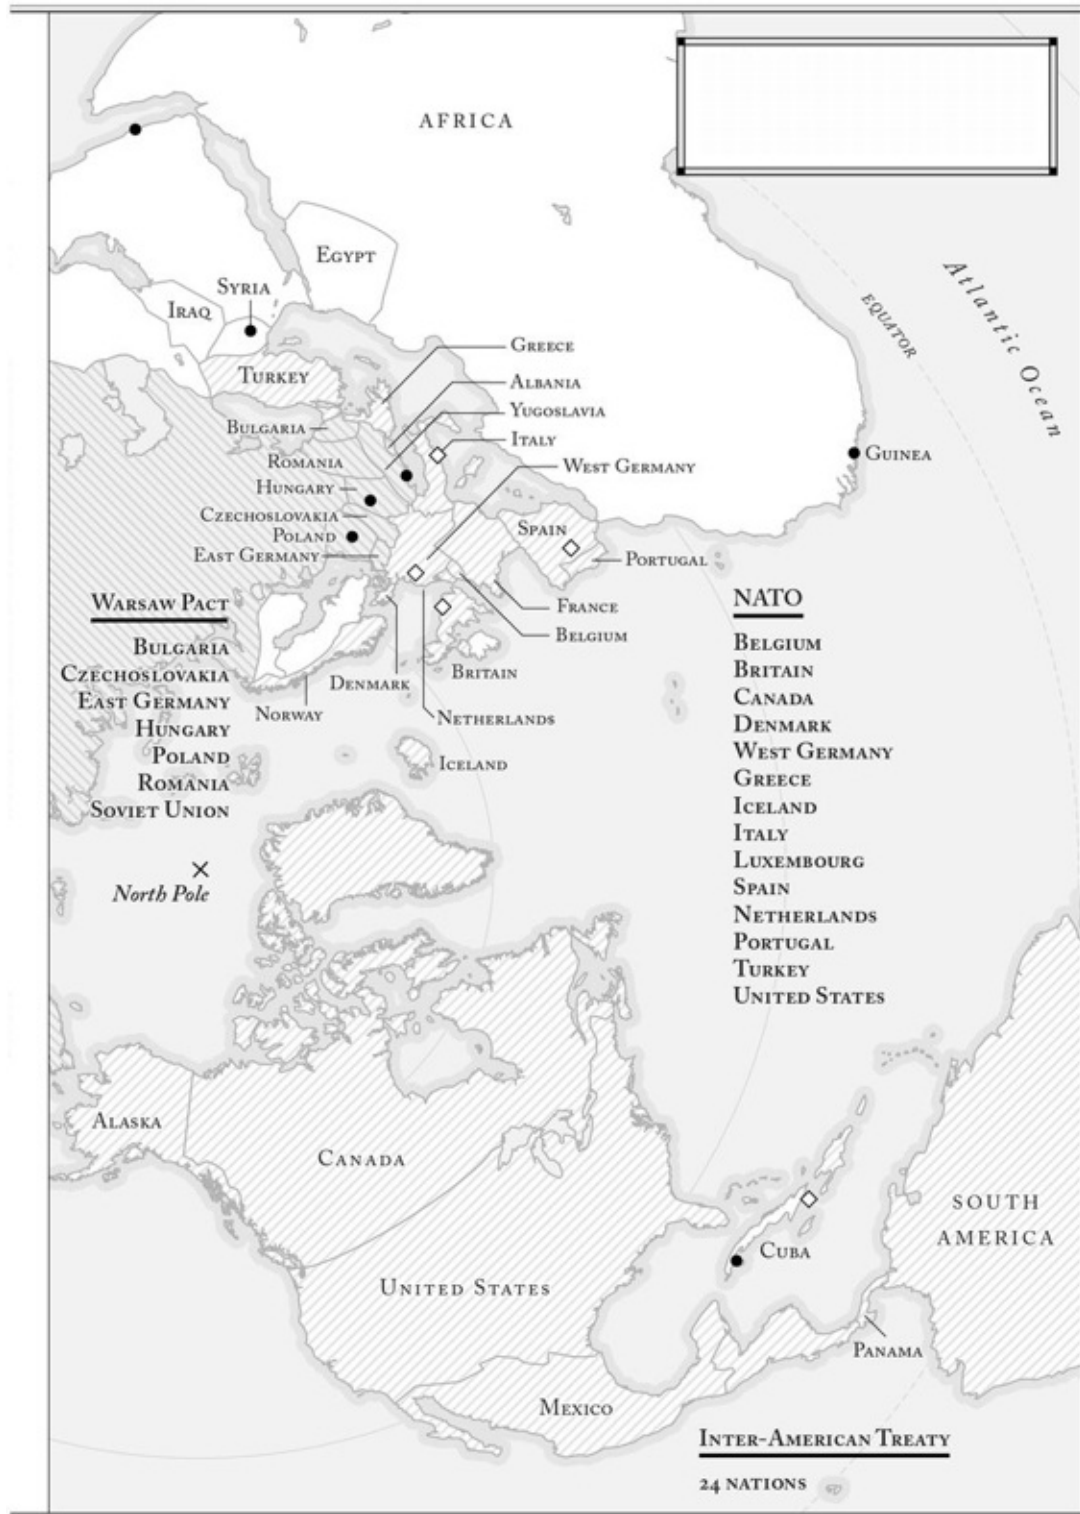 AFRICA
EGYPT
SYRIA
IRAQ
TURKEY
Atlantic Ocean
EQUATOR
GREECE
ALBANIA
YUGOSLAVIA
BULGARIA
ITALY
ROMANIA
WEST GERMANY
GUINEA
HUNGARY
CZECHOSLOVAKIA
SPAIN
POLAND
EAST GERMANY
PORTUGAL
FRANCE
BELGIUM
BRITAIN
DENMARK
NORWAY
NETHERLANDS
ICELAND
WARSAW PACT
BULGARIA
CZECHOSLOVAKIA
EAST GERMANY
HUNGARY
POLAND
ROMANIA
SOVIET UNION
NATO
BELGIUM
BRITAIN
CANADA
DENMARK
WEST GERMANY
GREECE
ICELAND
ITALY
LUXEMBOURG
SPAIN
NETHERLANDS
PORTUGAL
TURKEY
UNITED STATES
North Pole
ALASKA
CANADA
UNITED STATES
CUBA
SOUTH
AMERICA
PANAMA
MEXICO
INTER-AMERICAN TREATY
24 NATIONS